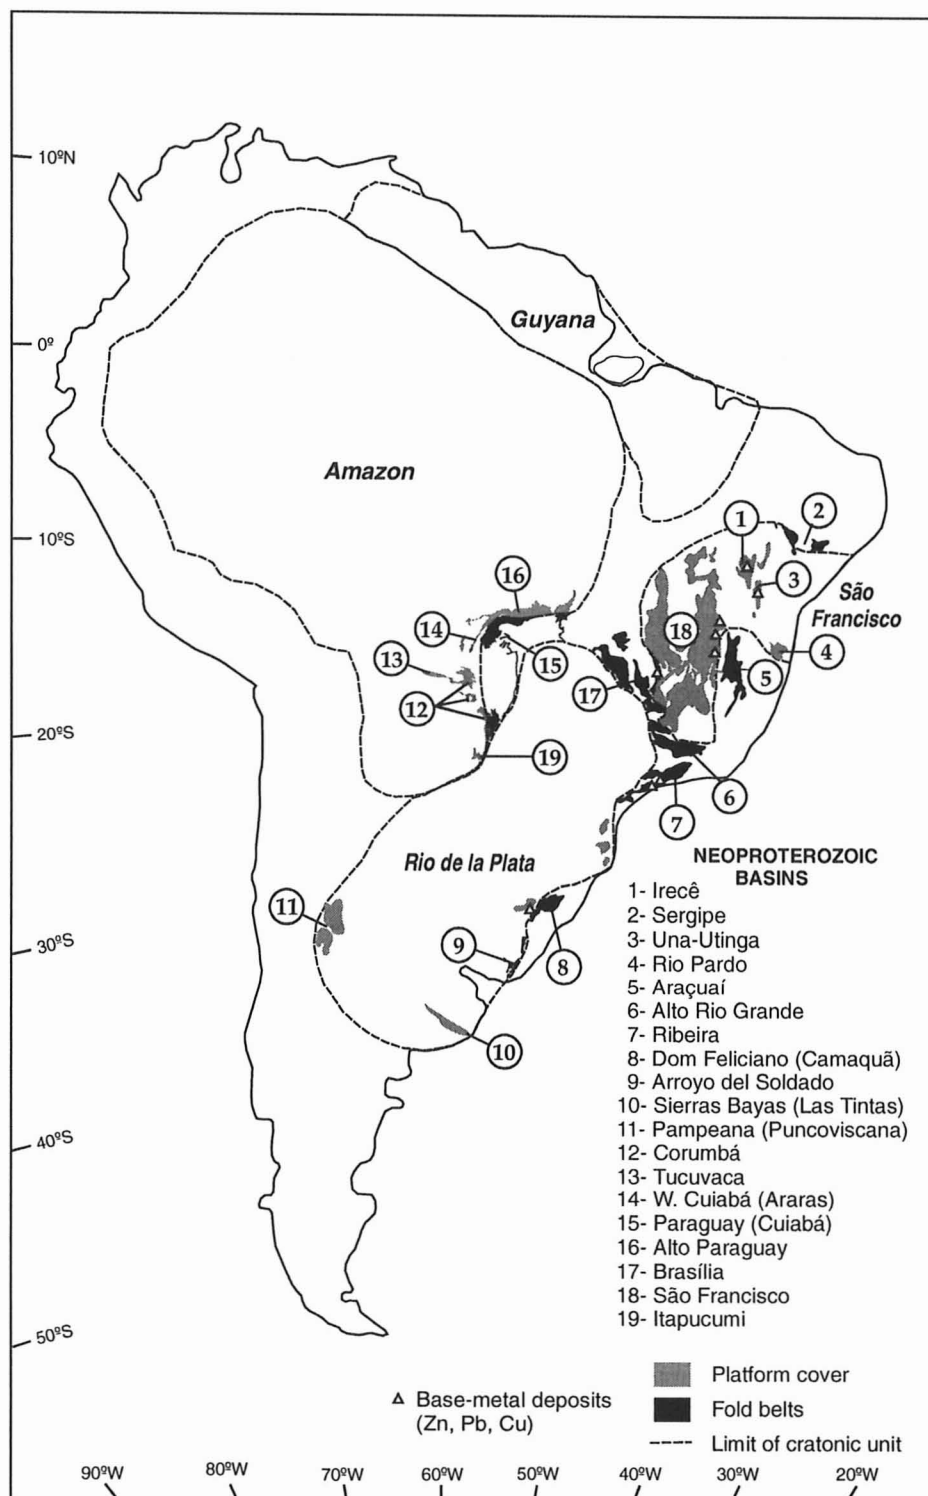 10ºN
Guyana
0º
Amazon
10ºS
1
2
3
São
Francisco
16
14
18
4
15
13
5
17
12
20ºS
19
6
7
Rio de la Plata
11
30ºS
9
8
10
NEOPROTEROZOIC
BASINS
1- Irecê
2- Sergipe
3- Una-Utinga
4- Rio Pardo
5- Araçuaí
6- Alto Rio Grande
7- Ribeira
8- Dom Feliciano (Camaquã)
9- Arroyo del Soldado
10- Sierras Bayas (Las Tintas)
11- Pampeana (Puncoviscana)
12- Corumbá
13- Tucuvaca
14- W. Cuiabá (Araras)
15- Paraguay (Cuiabá)
16- Alto Paraguay
17- Brasília
18- São Francisco
19- Itapucumi
40ºS
50ºS
Platform cover
Base-metal deposits
(Zn, Pb, Cu)
Fold belts
Limit of cratonic unit
90ºW 80ºW 70ºW 60ºW 50ºW 40ºW 30ºW 20ºW